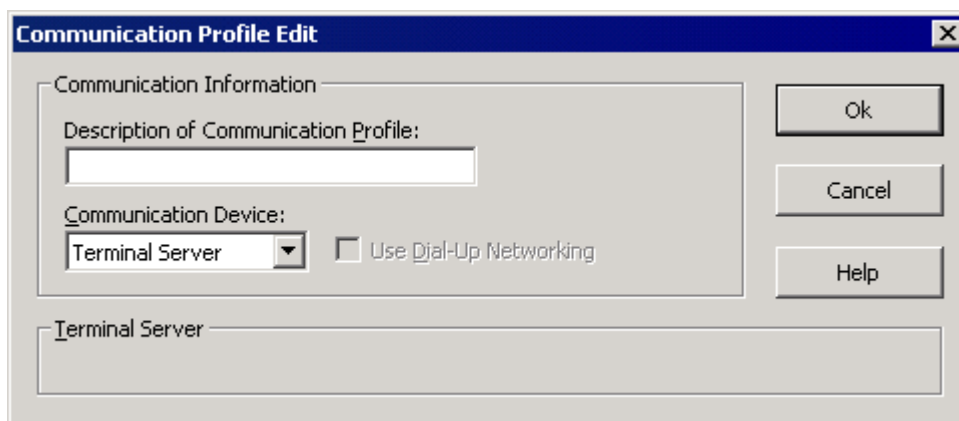 Communication Profile Edit
Communication Information
Description of Communication Profile:
Communication Device:
Terminal Server
Use Dial-Up Networking
Ok
Cancel
Help
Terminal Server